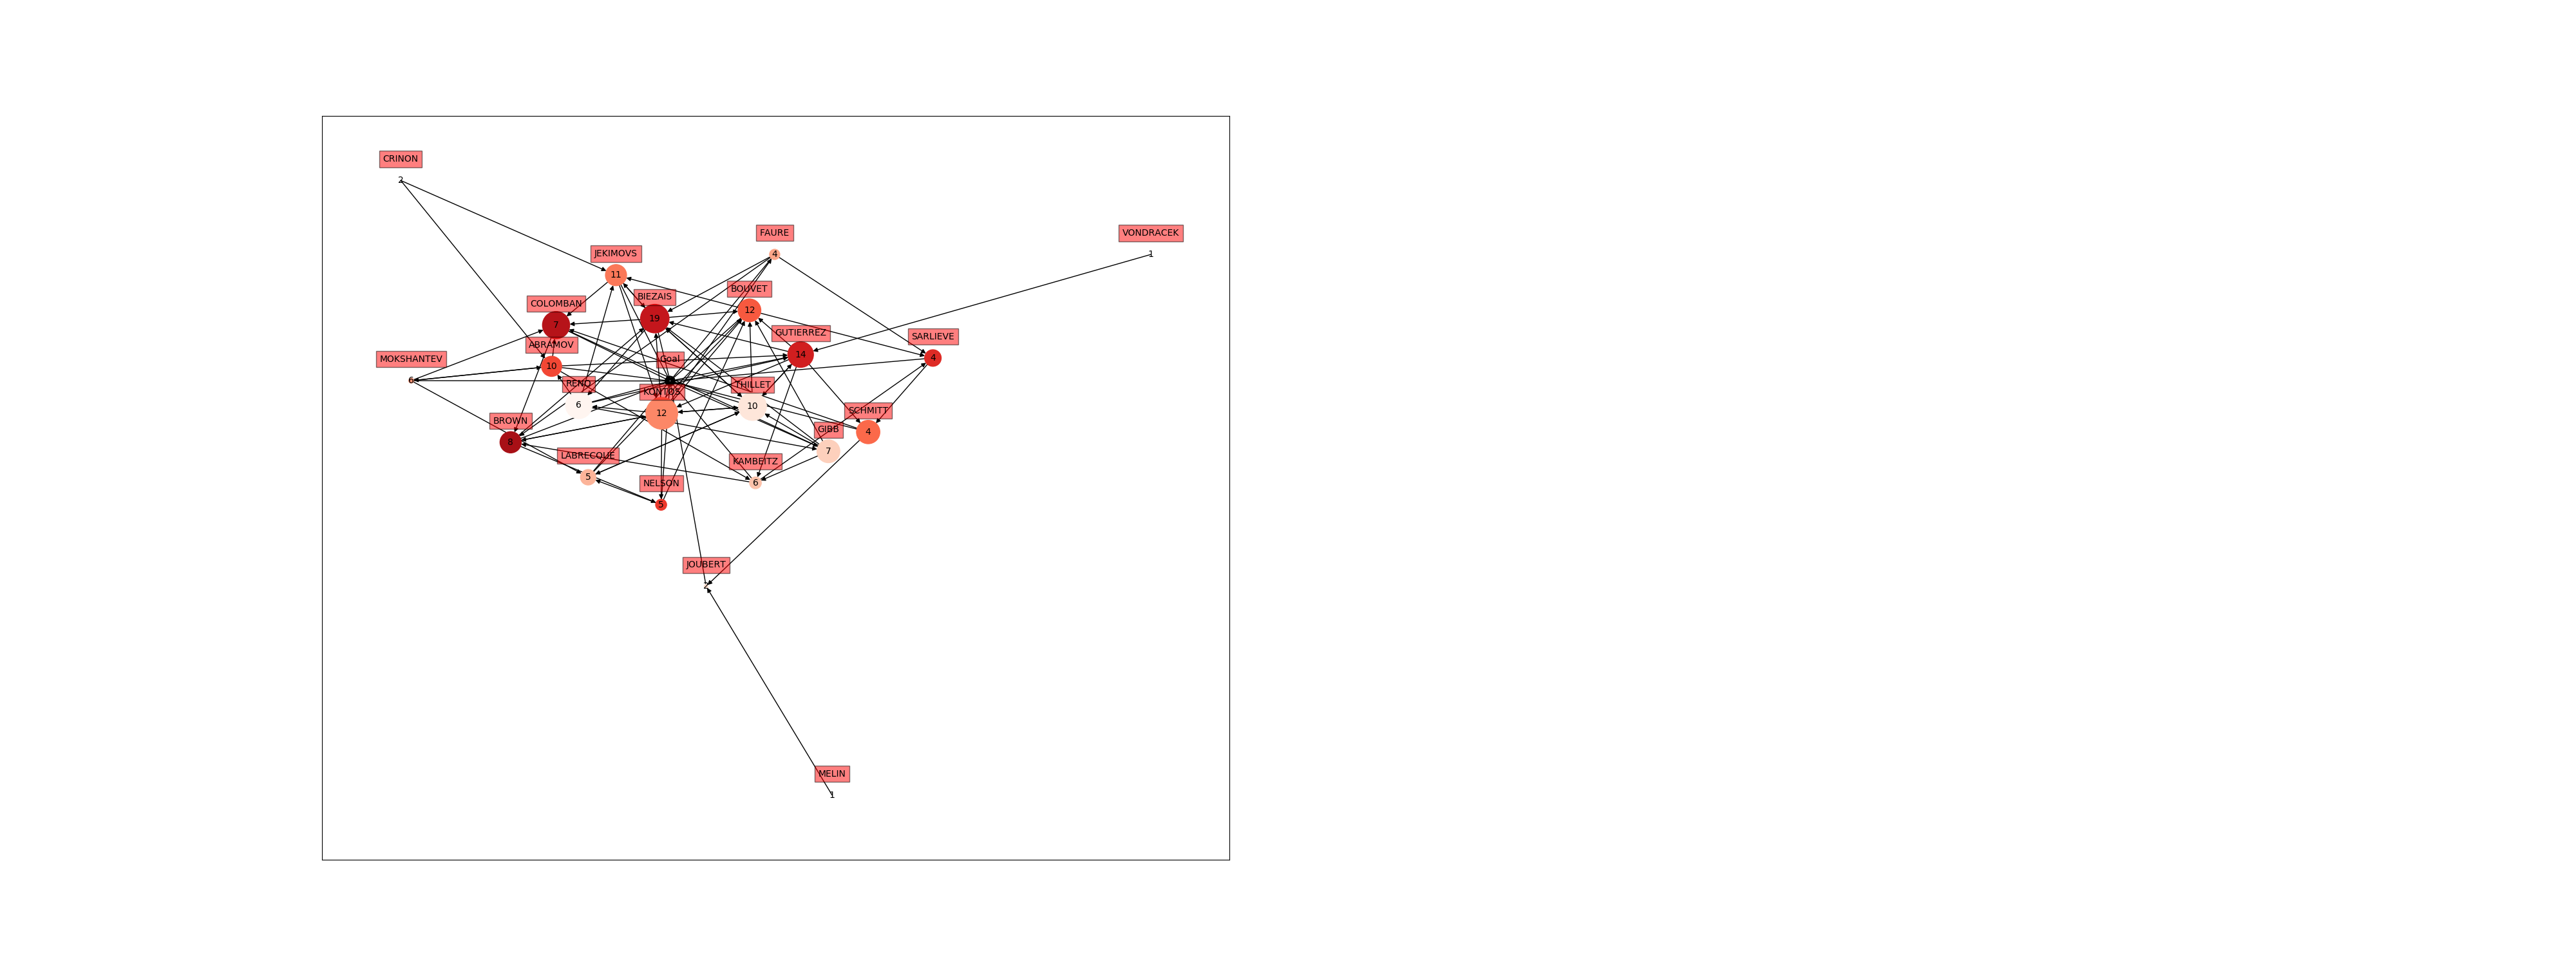 CRINON
2
FAURE
4
VONDRACEK
1
JEKIMOVS
11
BOUVET
12
BIEZAIS
19
COLOMBAN
7
GUTIERREZ
14
SARLIEVE
4
ABRAMOV
10
MOKSHANTEV
6
Goal
RENO
6
KONTOS
12
THILLET
10
SCHMITT
4
BROWN
8
GIBB
7
LABRECQUE
5
KAMBEITZ
6
NELSON
5
JOUBERT
2
MELIN
1